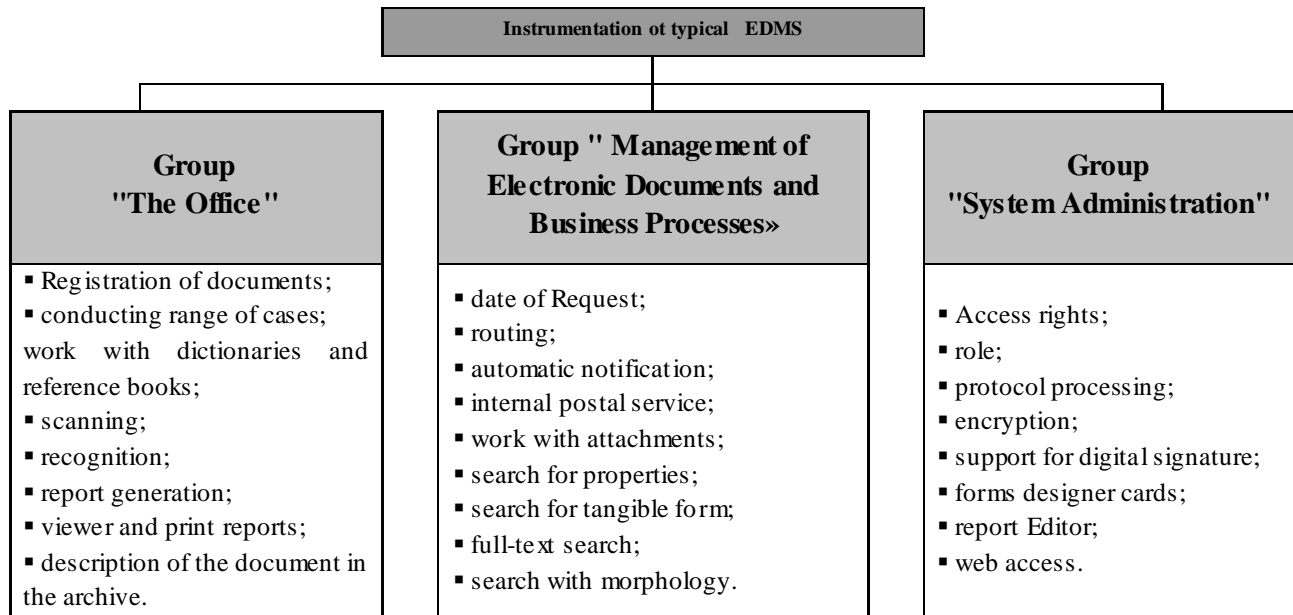 Instrumentation ot typical EDMS
Group
"The Office"
▪ Registration of documents;
▪ conducting range of cases;
work with dictionaries and
reference books;
▪ scanning;
▪ recognition;
▪ report generation;
▪ viewer and print reports;
▪ description of the document in
the archive.
Group " Management of
Electronic Documents and
Business Processes»
▪ date of Request;
▪ routing;
▪ automatic notification;
▪ internal postal service;
▪ work with attachments;
▪ search for properties;
▪ search for tangible form;
▪ full-text search;
▪ search with morphology.
Group
"System Administration"
▪ Access rights;
▪ role;
▪ protocol processing;
▪ encryption;
▪ support for digital signature;
▪ forms designer cards;
▪ report Editor;
▪ web access.